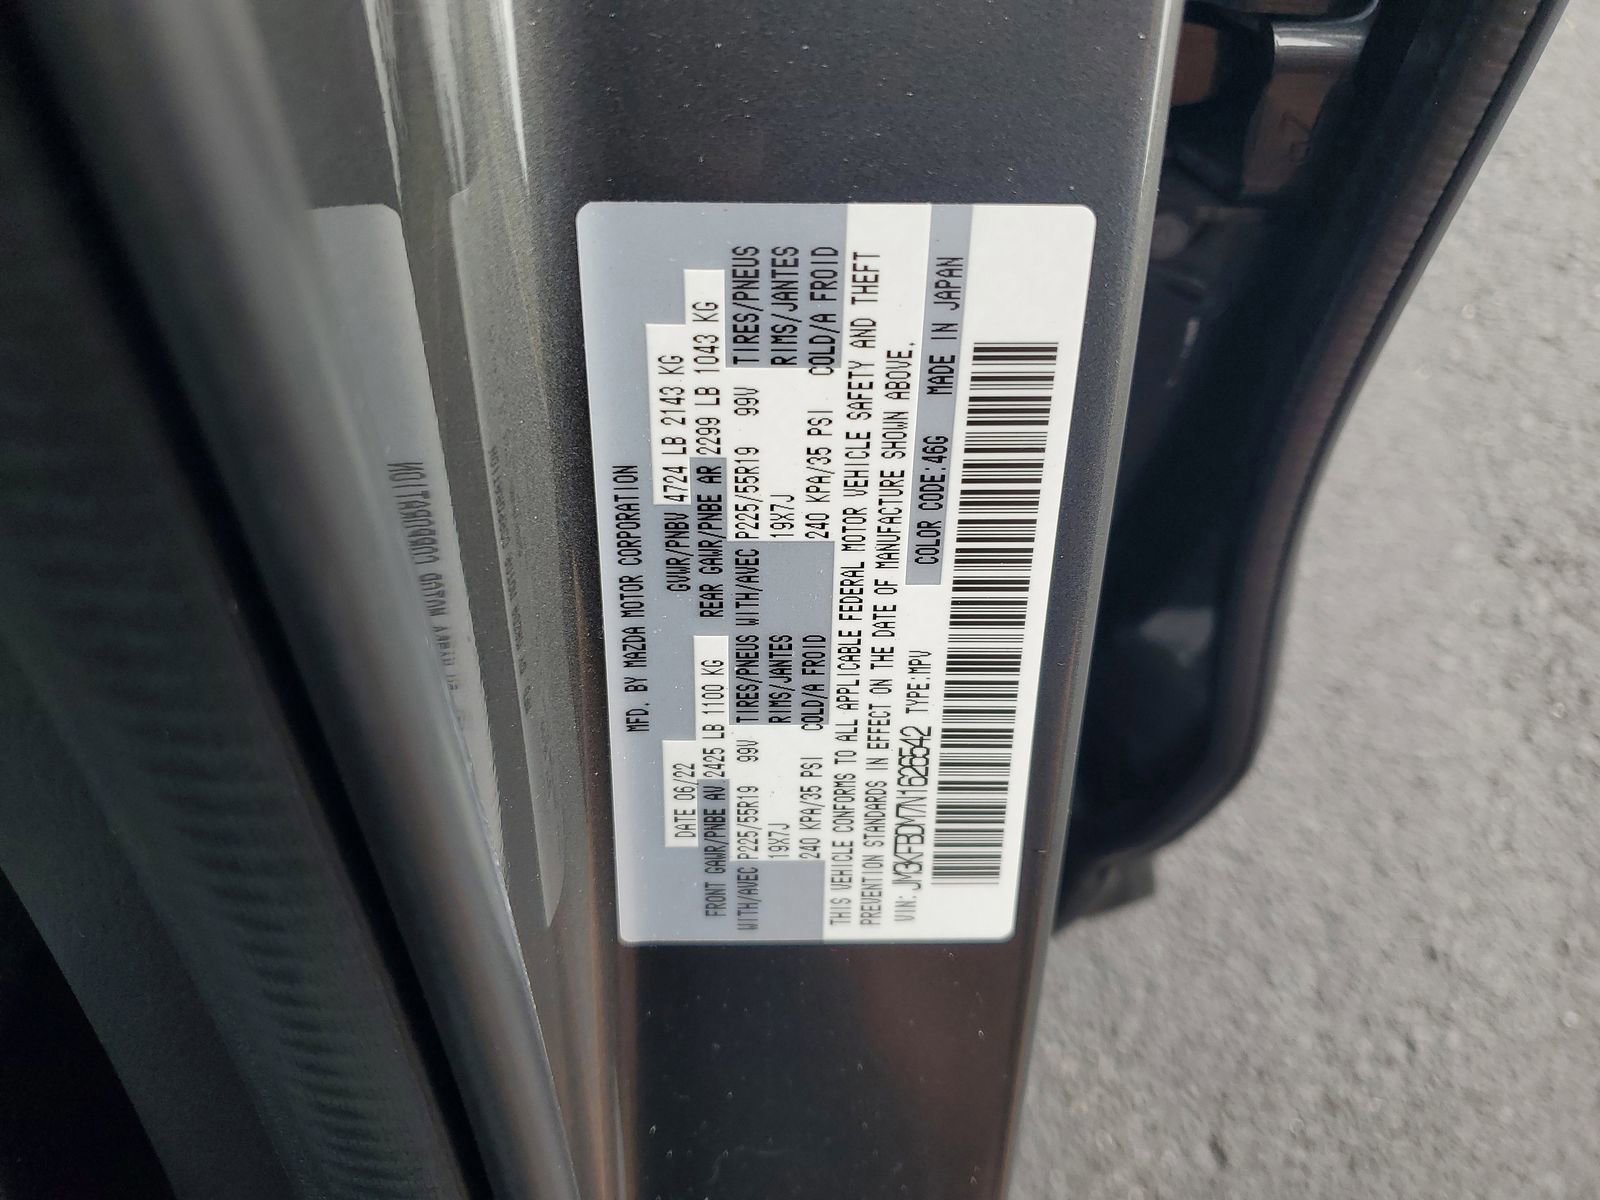 MFD. BY MAZDA MOTOR CORPORATION
DATE 06/22 GVWR/PNBV 4724 LB 2143 KG
FRONT GAWR/PNBE AV 2425 LB 1100 KG REAR GAWR/PNBE AR 2299 LB 1043 KG
WITH/AVEC P225/55R19 99V TIRES/PNEUS WITH/AVEC P225/55R19 99V TIRES/PNEUS
19X7J RIMS/JANTES 19X7J RIMS/JANTES
240 KPA/35 PSI COLD/A FROID 240 KPA/35 PSI COLD/A FROID
THIS VEHICLE CONFORMS TO ALL APPLICABLE FEDERAL MOTOR VEHICLE SAFETY AND THEFT
PREVENTION STANDARDS IN EFFECT ON THE DATE OF MANUFACTURE SHOWN ABOVE.
VIN: JM3KFBDM7N1626542 TYPE:MPV COLOR CODE:46G MADE IN JAPAN